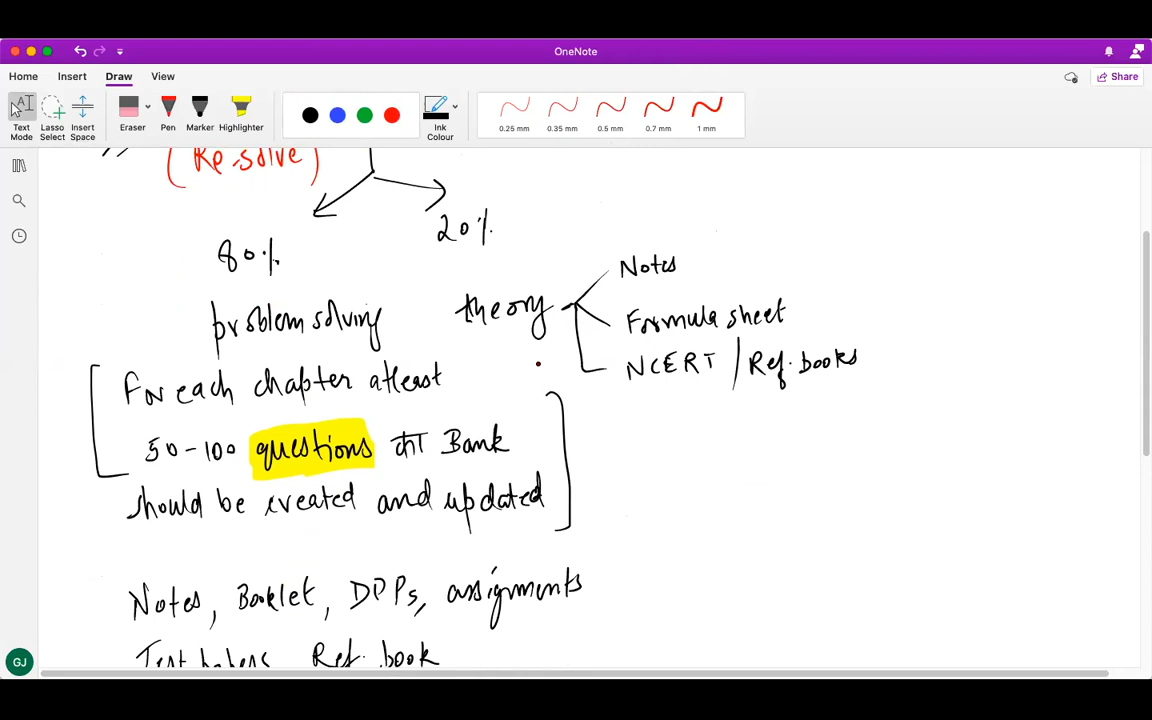 OneNote
Home Insert Draw View
Share
Text Mode
Lasso Select
Insert Space
Eraser
Pen
Marker
Highlighter
Ink Colour
0.25 mm
0.35 mm
0.5 mm
0.7 mm
1 mm
(Re-solve)
80%
20%
problem solving
theory
Notes
Formula sheet
NCERT / Ref. books
For each chapter atleast
50-100 questions का Bank
should be created and updated
Notes, Booklet, DPPs, assignments
Test papers Ref. book
GJ